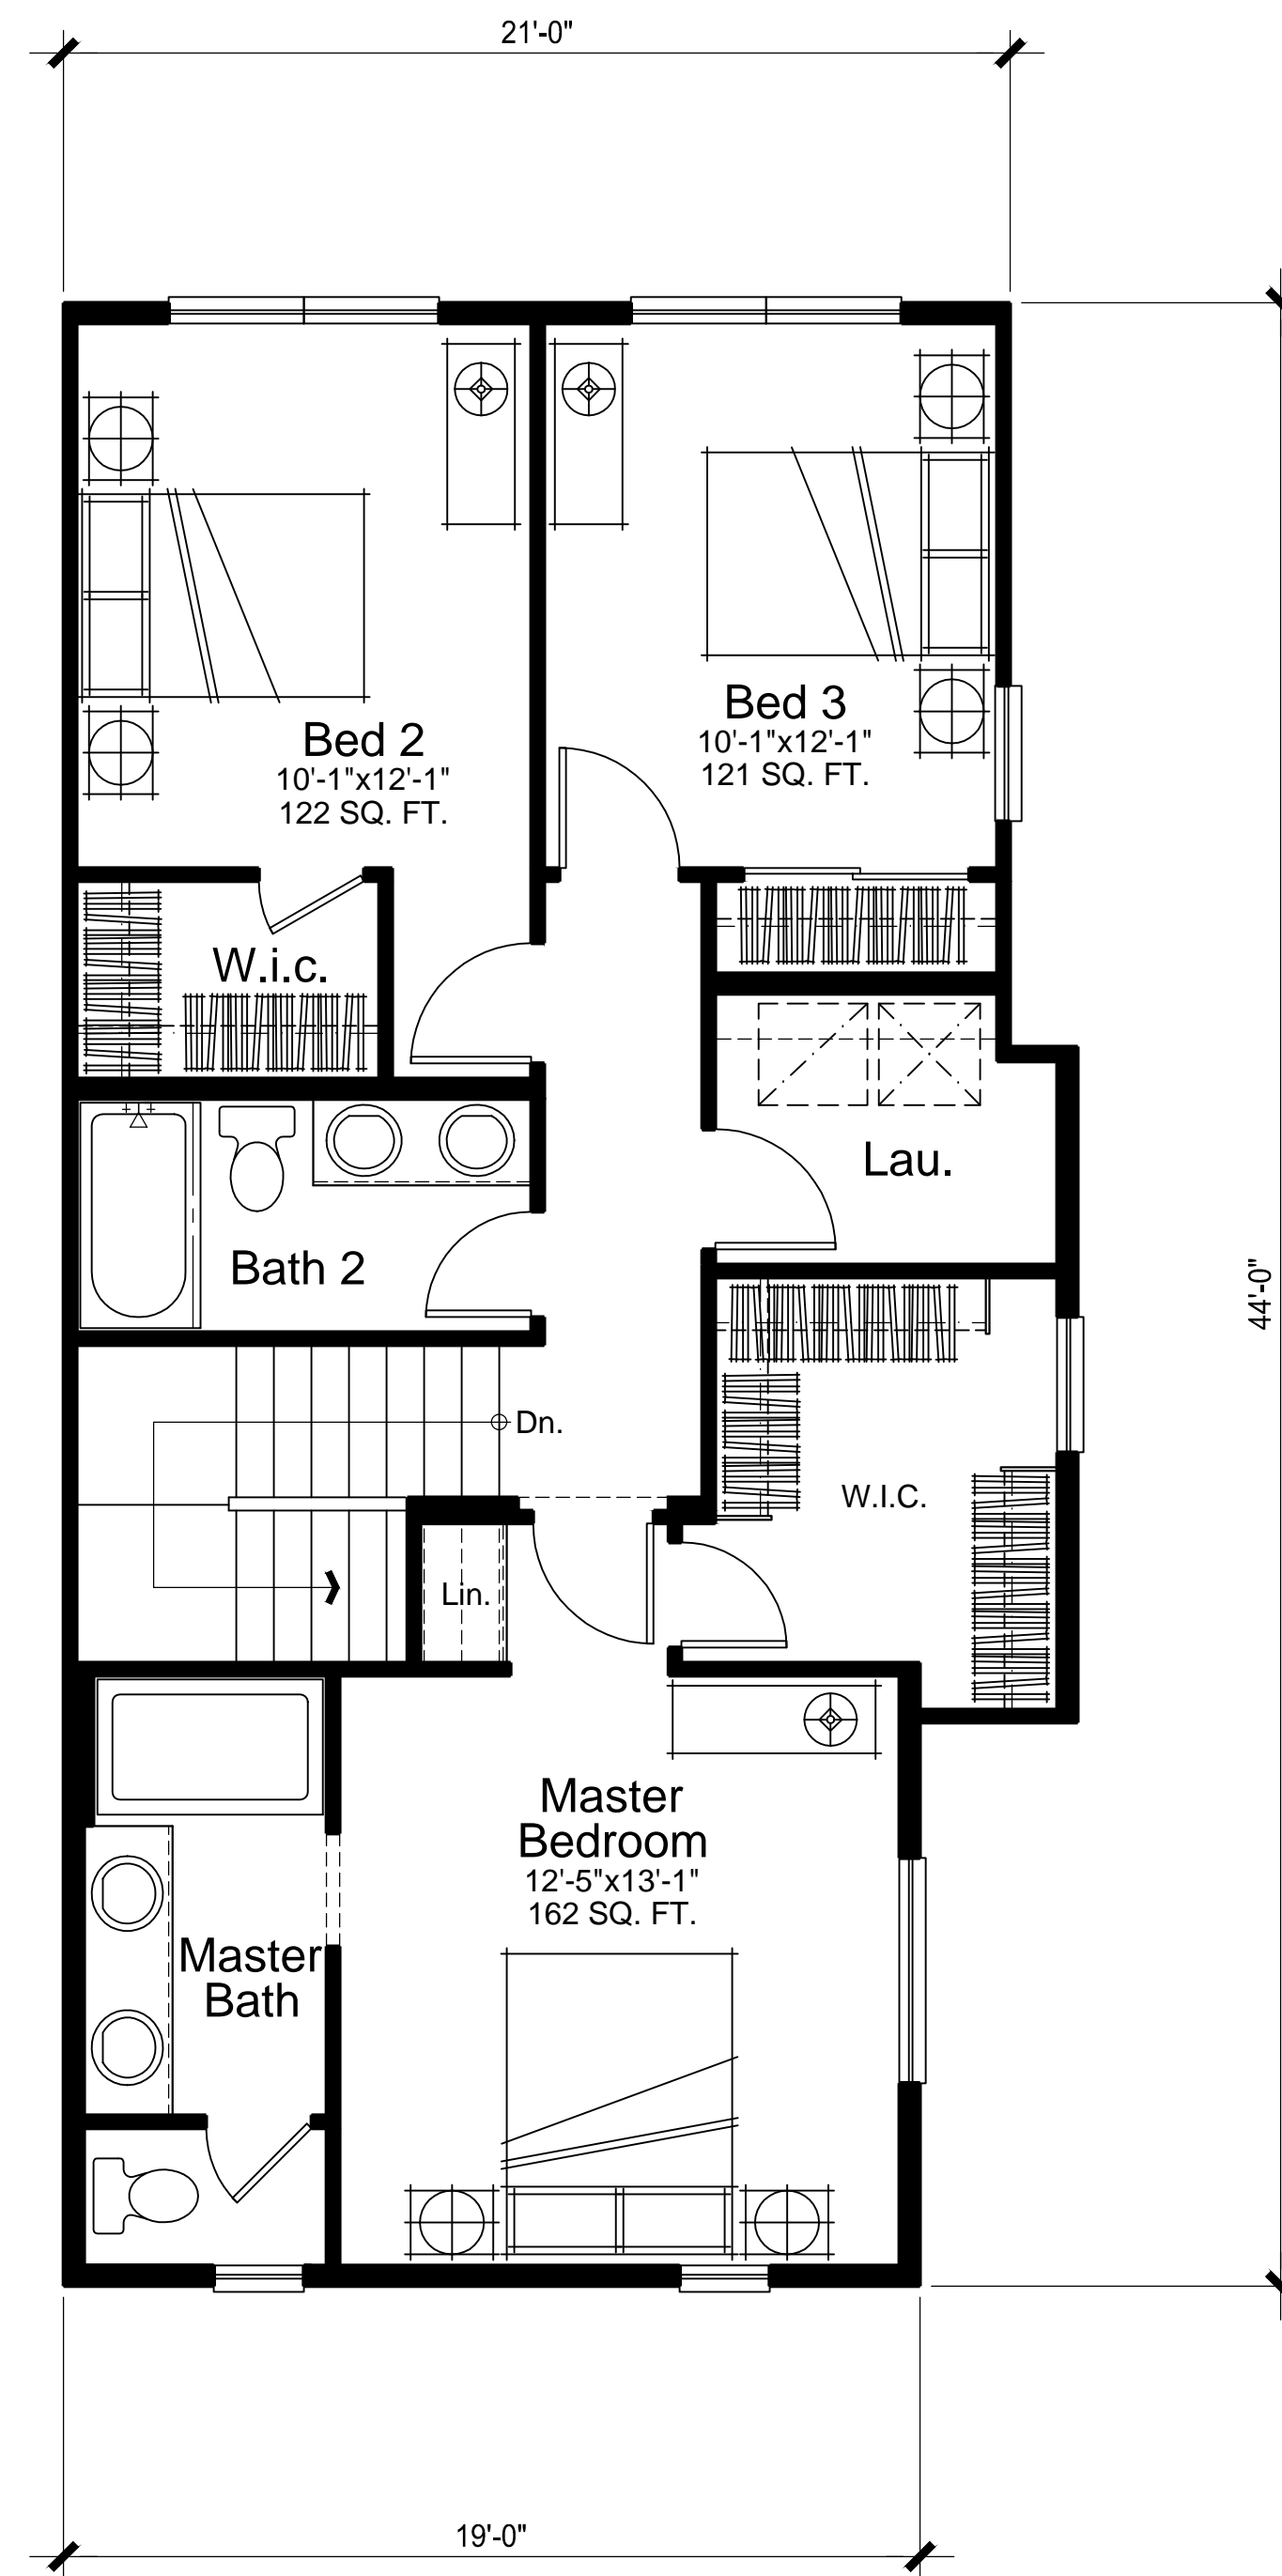 21'-0"
Bed 3
10'-1"x12'-1"
121 SQ. FT.
Bed 2
10'-1"x12'-1"
122 SQ. FT.
W.i.c.
Lau.
Bath 2
44'-0"
Dn.
W.I.C.
Lin.
Master
Bedroom
12'-5"x13'-1"
162 SQ. FT.
Master
Bath
19'-0"